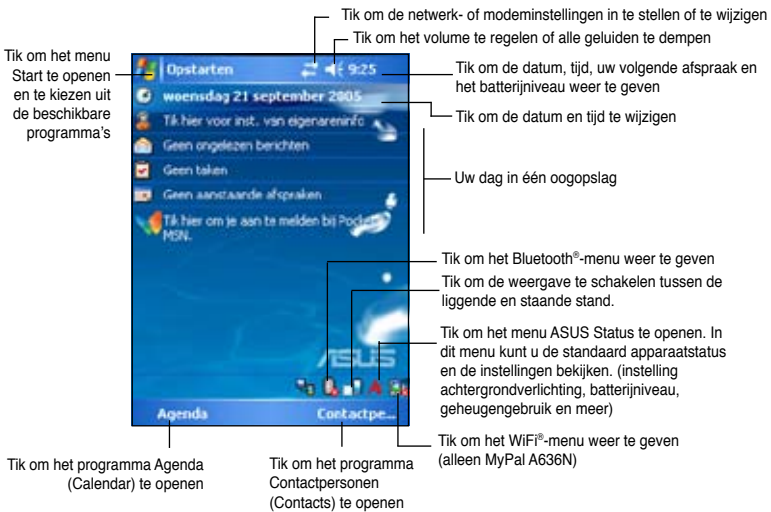 Tik om de netwerk- of modeminstellingen in te stellen of te wijzigen
Tik om het volume te regelen of alle geluiden te dempen
Tik om het menu
Start te openen
en te kiezen uit
de beschikbare
programma's
Opstarten
9:25
Tik om de datum, tijd, uw volgende afspraak en
het batterijniveau weer te geven
woensdag 21 september 2005
Tik om de datum en tijd te wijzigen
Tik hier voor inst. van eigenareninfo
Geen ongelezen berichten
Geen taken
Geen aanstaande afspraken
Tik hier om je aan te melden bij Pocket
MSN.
Uw dag in één oogopslag
Tik om het Bluetooth®-menu weer te geven
Tik om de weergave te schakelen tussen de
liggende en staande stand.
ASUS
Tik om het menu ASUS Status te openen. In
dit menu kunt u de standaard apparaatstatus
en de instellingen bekijken. (instelling
achtergrondverlichting, batterijniveau,
geheugengebruik en meer)
Agenda
Contactpe...
Tik om het WiFi®-menu weer te geven
(alleen MyPal A636N)
Tik om het programma Agenda
(Calendar) te openen
Tik om het programma
Contactpersonen
(Contacts) te openen